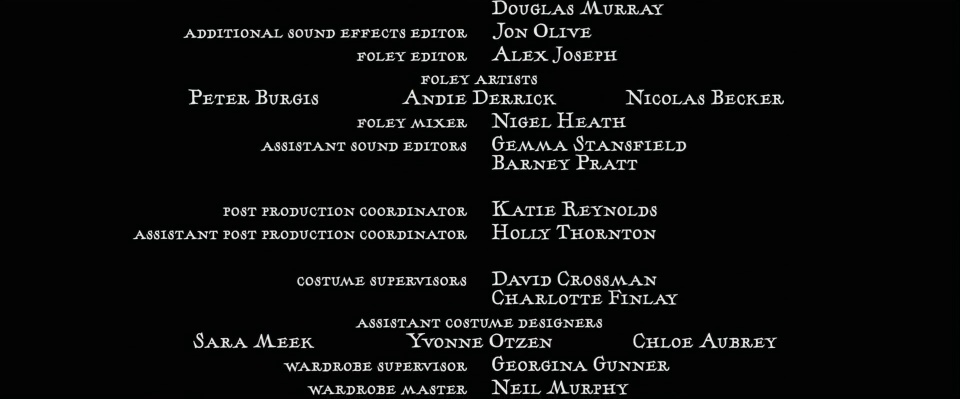 Douglas Murray
additional sound effects editor Jon Olive
foley editor Alex Joseph
foley artists
Peter Burgis Andie Derrick Nicolas Becker
foley mixer Nigel Heath
assistant sound editors Gemma Stansfield
Barney Pratt
post production coordinator Katie Reynolds
assistant post production coordinator Holly Thornton
costume supervisors David Crossman
Charlotte Finlay
assistant costume designers
Sara Meek Yvonne Otzen Chloe Aubrey
wardrobe supervisor Georgina Gunner
wardrobe master Neil Murphy